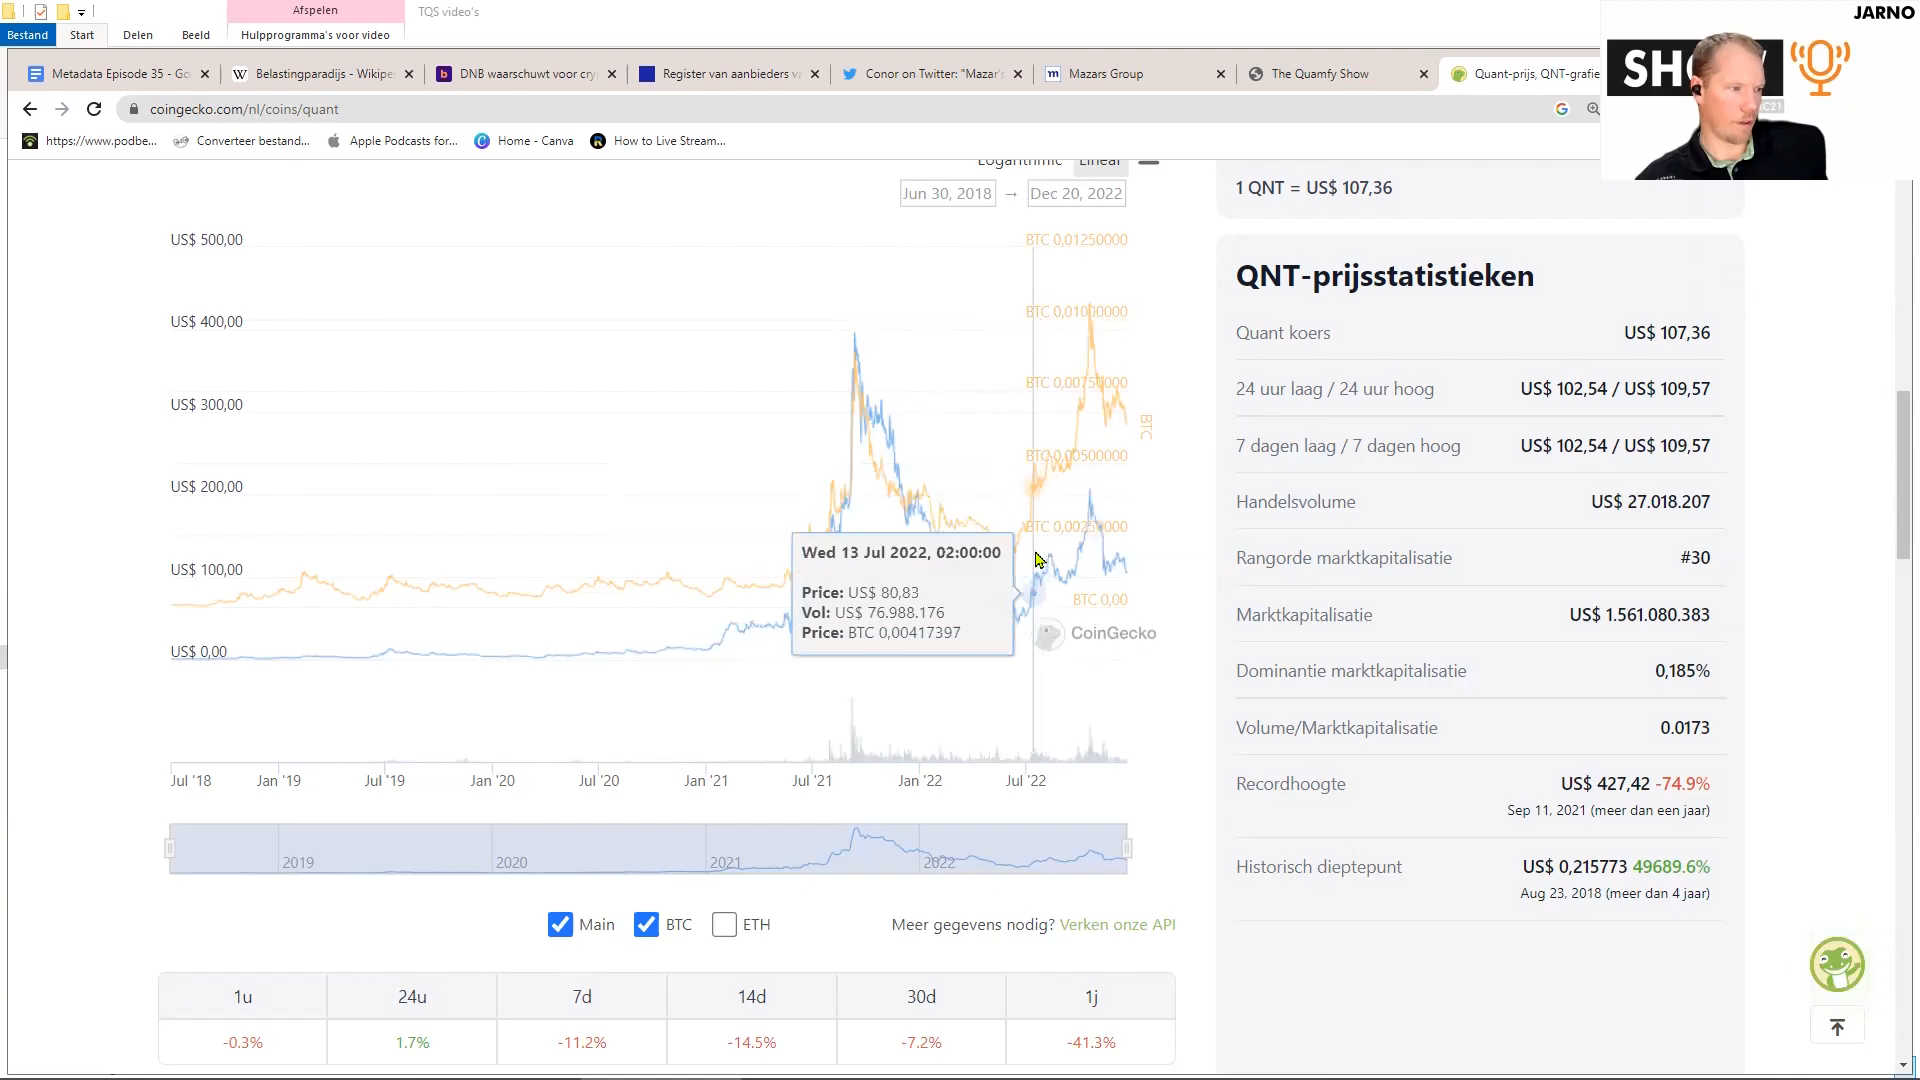 Afspelen
TQS video's
JARNO
Bestand
Start
Delen
Beeld
Hulpprogramma's voor video
Metadata Episode 35 - Go
Belastingparadijs - Wikipe
DNB waarschuwt voor cry
Register van aanbieders va
Conor on Twitter: "Mazar's
Mazars Group
The Quamfy Show
Quant-prijs, QNT-grafie
coingecko.com/nl/coins/quant
https://www.podbe...
Converteer bestand...
Apple Podcasts for...
Home - Canva
How to Live Stream...
Logarithmic
Linear
Jun 30, 2018 → Dec 20, 2022
US$ 500,00
US$ 400,00
US$ 300,00
US$ 200,00
US$ 100,00
US$ 0,00
BTC 0,01250000
BTC 0,01000000
BTC 0,00750000
BTC 0,00500000
BTC 0,00250000
BTC 0,00
BTC
Wed 13 Jul 2022, 02:00:00
Price: US$ 80,83
Vol: US$ 76.988.176
Price: BTC 0,00417397
CoinGecko
Jul '18
Jan '19
Jul '19
Jan '20
Jul '20
Jan '21
Jul '21
Jan '22
Jul '22
2019
2020
2021
2022
Main
BTC
ETH
Meer gegevens nodig? Verken onze API
1u 24u 7d 14d 30d 1j
-0.3% 1.7% -11.2% -14.5% -7.2% -41.3%
1 QNT = US$ 107,36
QNT-prijsstatistieken
Quant koers US$ 107,36
24 uur laag / 24 uur hoog US$ 102,54 / US$ 109,57
7 dagen laag / 7 dagen hoog US$ 102,54 / US$ 109,57
Handelsvolume US$ 27.018.207
Rangorde marktkapitalisatie #30
Marktkapitalisatie US$ 1.561.080.383
Dominantie marktkapitalisatie 0,185%
Volume/Marktkapitalisatie 0.0173
Recordhoogte US$ 427,42 -74.9%
Sep 11, 2021 (meer dan een jaar)
Historisch dieptepunt US$ 0,215773 49689.6%
Aug 23, 2018 (meer dan 4 jaar)